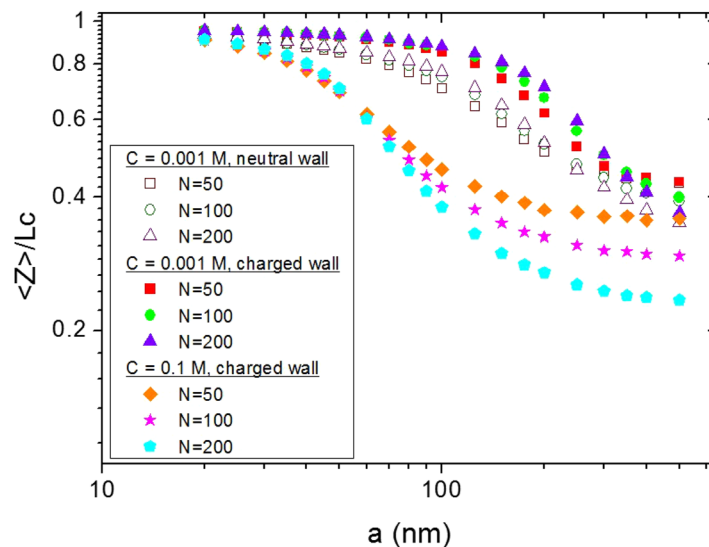 1
0.8
0.6
0.4
0.2
<Z>/Lc
C = 0.001 M, neutral wall
N=50
N=100
N=200
C = 0.001 M, charged wall
N=50
N=100
N=200
C = 0.1 M, charged wall
N=50
N=100
N=200
10
100
a (nm)